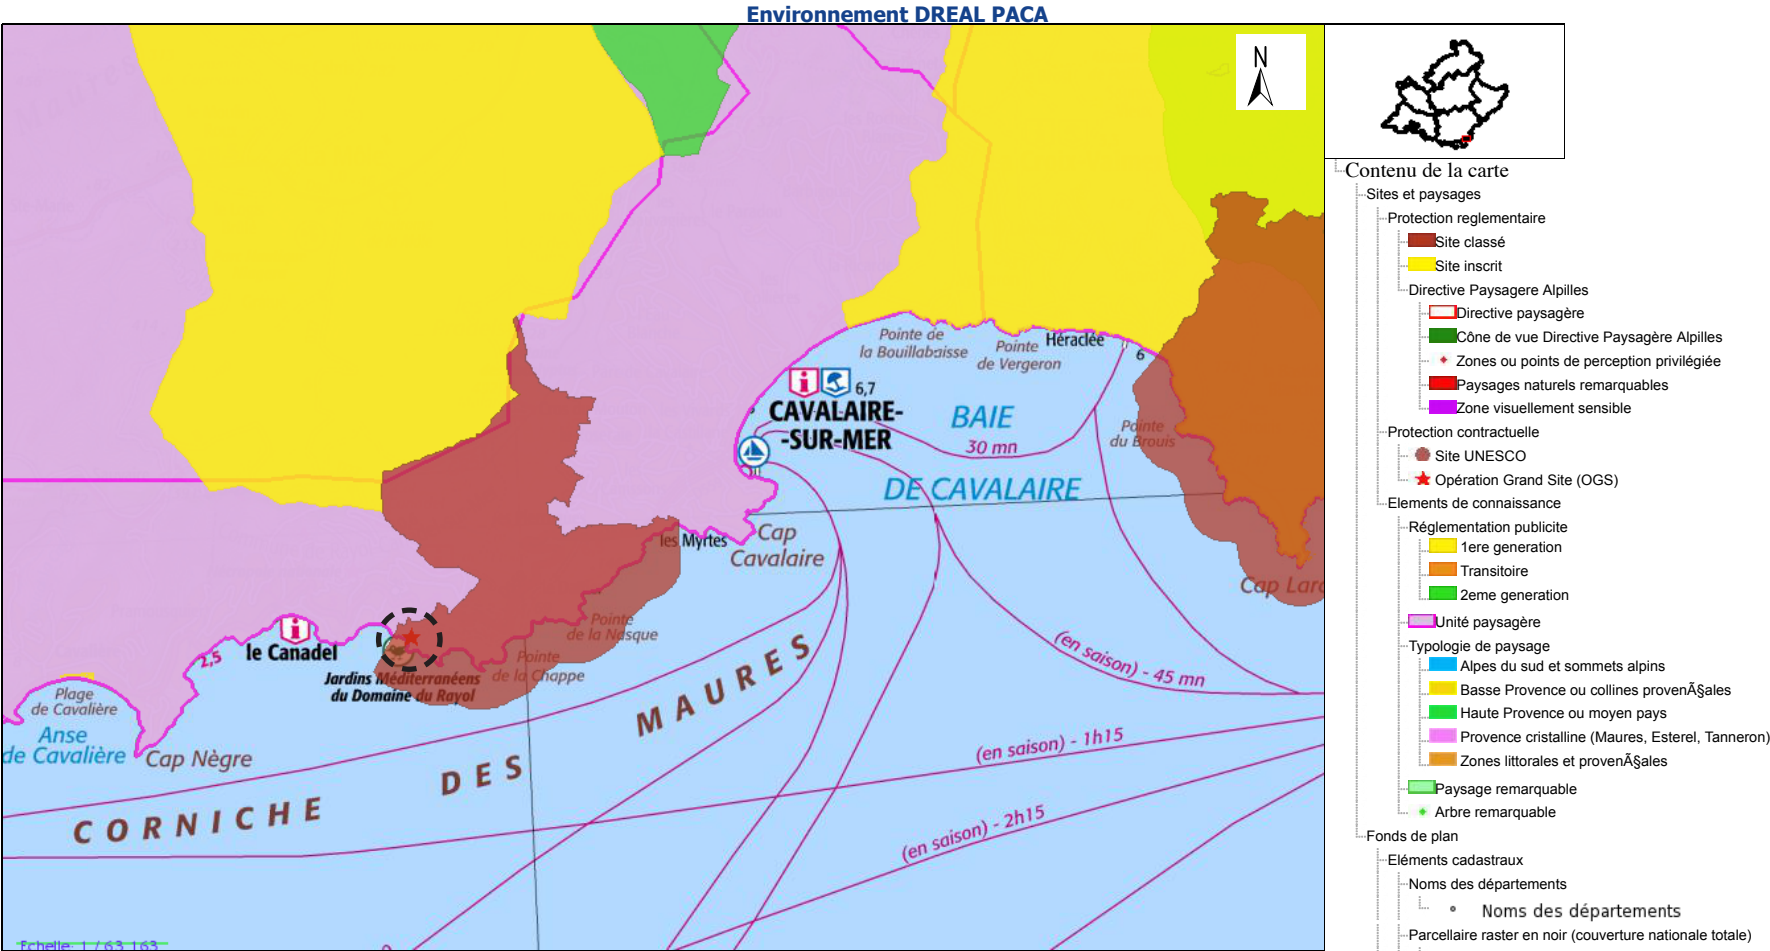 Environnement DREAL PACA
N
Pointe de
la Bouillabaisse
Pointe
de Vergeron
Héraclée
6
6,7
CAVALAIRE-
-SUR-MER
BAIE
30 mn
DE CAVALAIRE
Pointe
du Brouis
les Myrtes
Cap
Cavalaire
Cap Lard
Pointe
de la Nasque
le Canadel
2,5
Jardins Méditerranéens
du Domaine du Rayol
Pointe
de la Chappe
(en saison) - 45 mn
Plage
de Cavalière
Anse
de Cavalière
Cap Nègre
(en saison) - 1h15
(en saison) - 2h15
CORNICHE DES MAURES
Echelle: 1 / 63 163
Contenu de la carte
Sites et paysages
Protection reglementaire
Site classé
Site inscrit
Directive Paysagere Alpilles
Directive paysagère
Cône de vue Directive Paysagère Alpilles
Zones ou points de perception privilégiée
Paysages naturels remarquables
Zone visuellement sensible
Protection contractuelle
Site UNESCO
Opération Grand Site (OGS)
Elements de connaissance
Réglementation publicite
1ere generation
Transitoire
2eme generation
Unité paysagère
Typologie de paysage
Alpes du sud et sommets alpins
Basse Provence ou collines provenÃ§ales
Haute Provence ou moyen pays
Provence cristalline (Maures, Esterel, Tanneron)
Zones littorales et provenÃ§ales
Paysage remarquable
Arbre remarquable
Fonds de plan
Eléments cadastraux
Noms des départements
Noms des départements
Parcellaire raster en noir (couverture nationale totale)